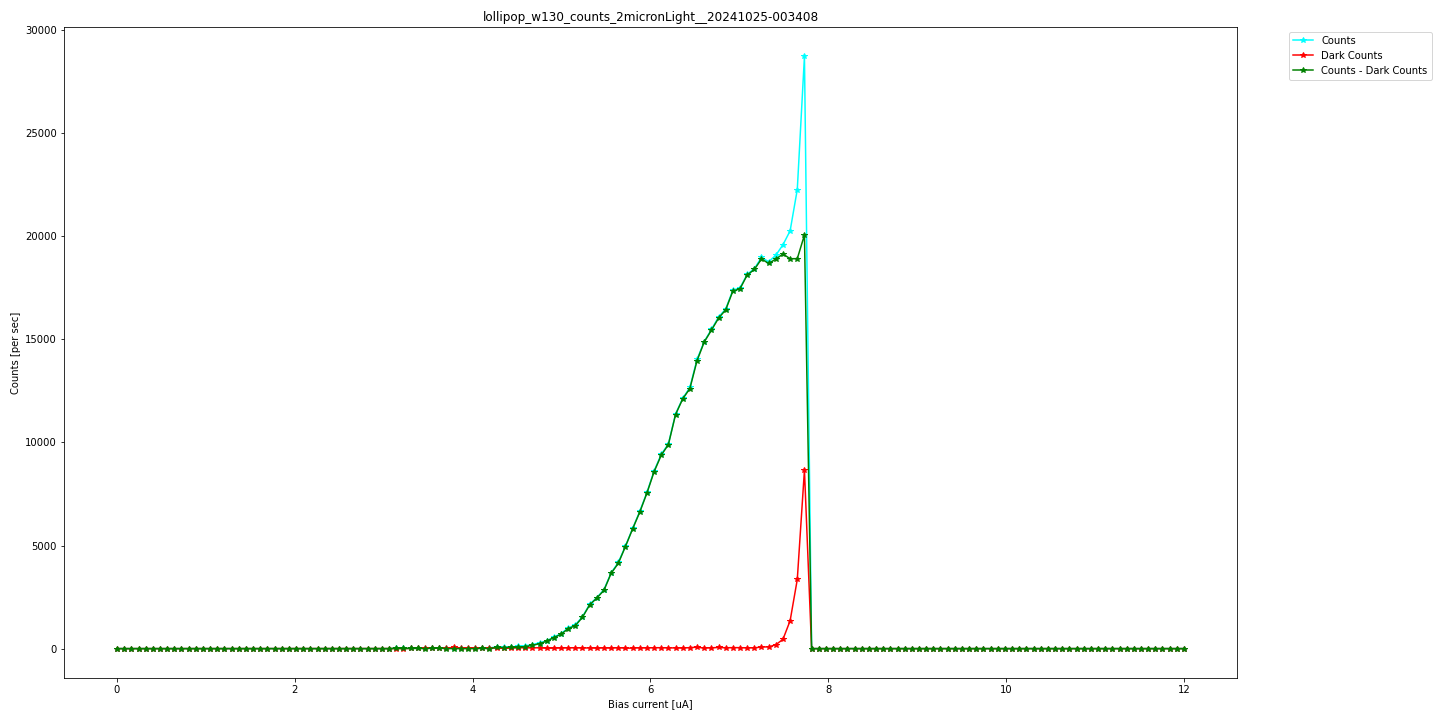 lollipop_w130_counts_2micronLight__20241025-003408
Counts
Dark Counts
Counts - Dark Counts
30000
25000
20000
15000
10000
5000
0
Counts [per sec]
0 2 4 6 8 10 12
Bias current [uA]